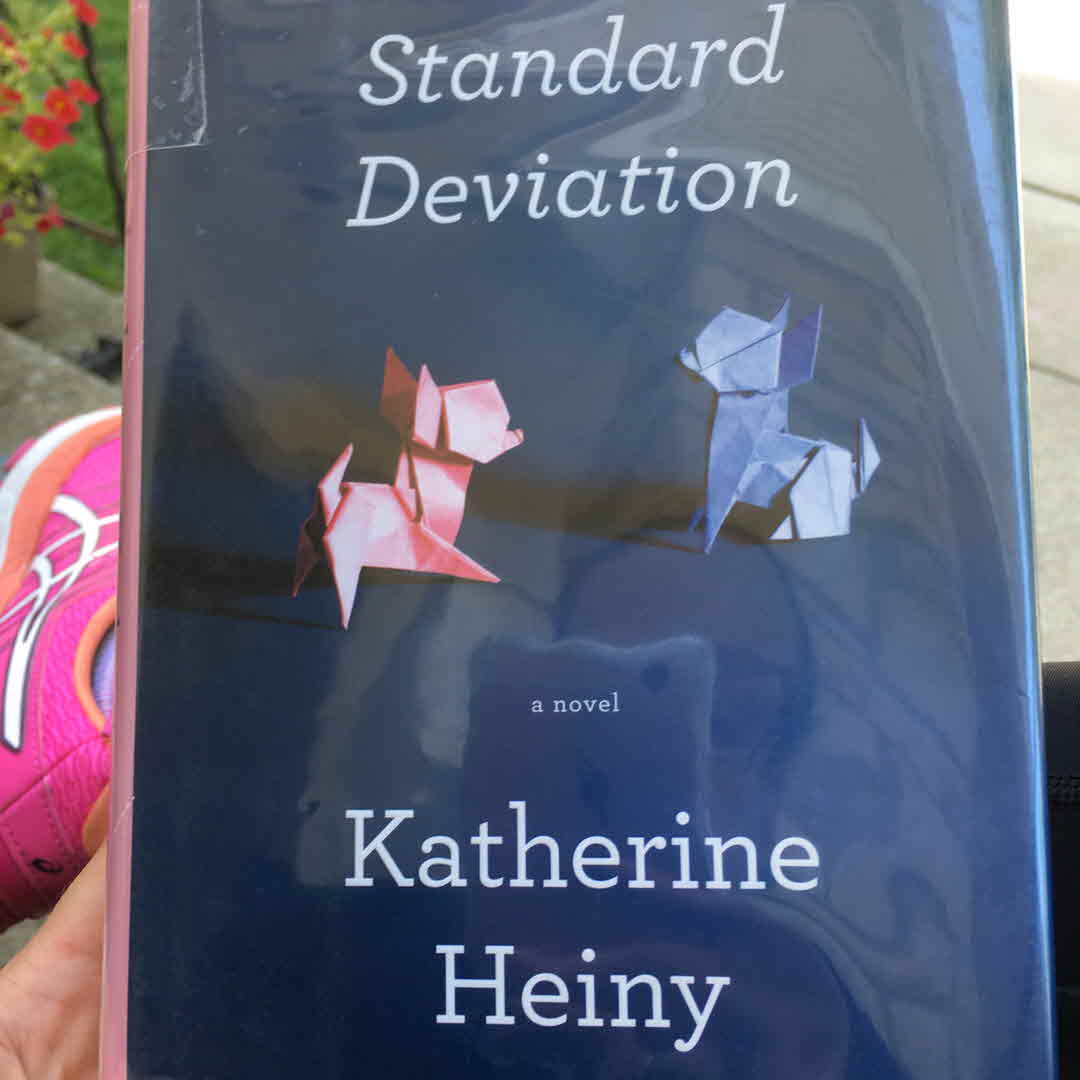 Standard
Deviation
a novel
Katherine
Heiny